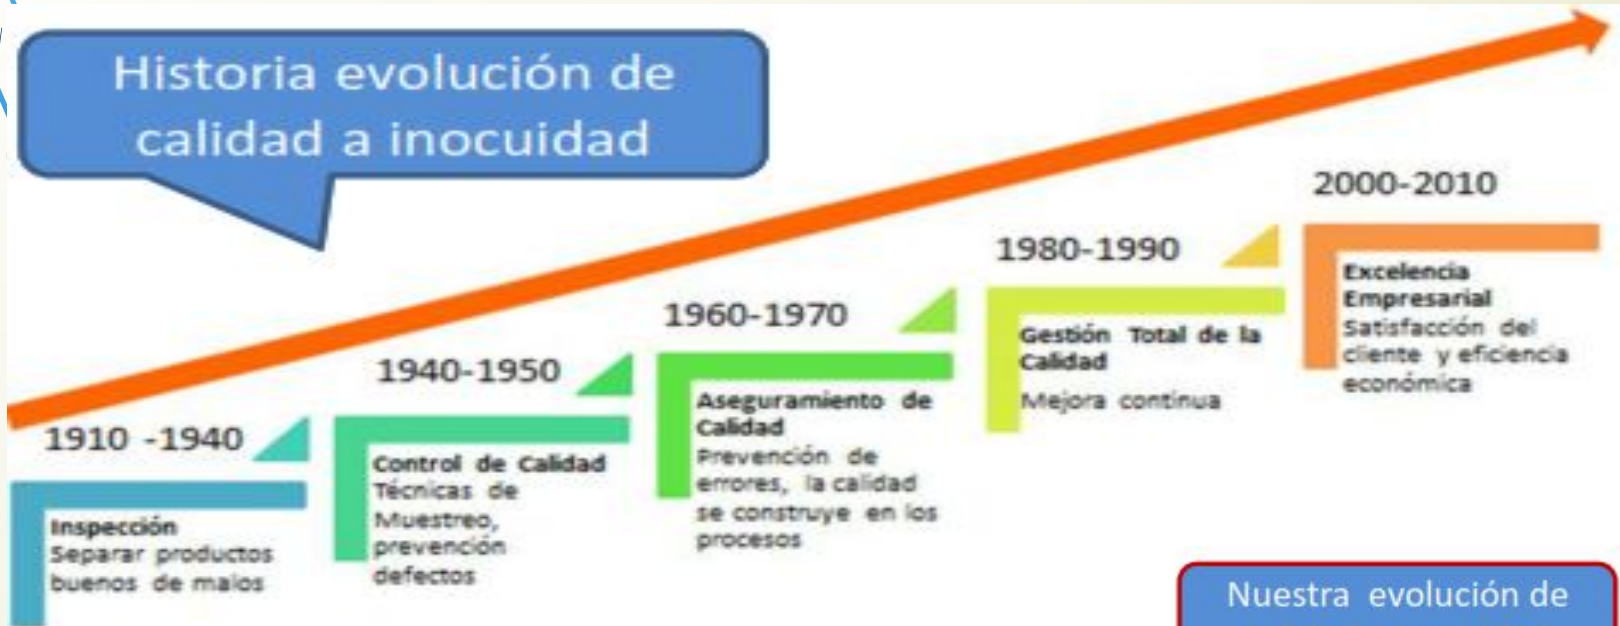 Historia evolución de
calidad a inocuidad
1910 -1940
Inspección
Separar productos
buenos de malos
1940-1950
Control de Calidad
Técnicas de
Muestreo,
prevención
defectos
1960-1970
Aseguramiento de
Calidad
Prevención de
errores, la calidad
se construye en los
procesos
1980-1990
Gestión Total de la
Calidad
Mejora continua
2000-2010
Excelencia
Empresarial
Satisfacción del
cliente y eficiencia
económica
Nuestra evolución de